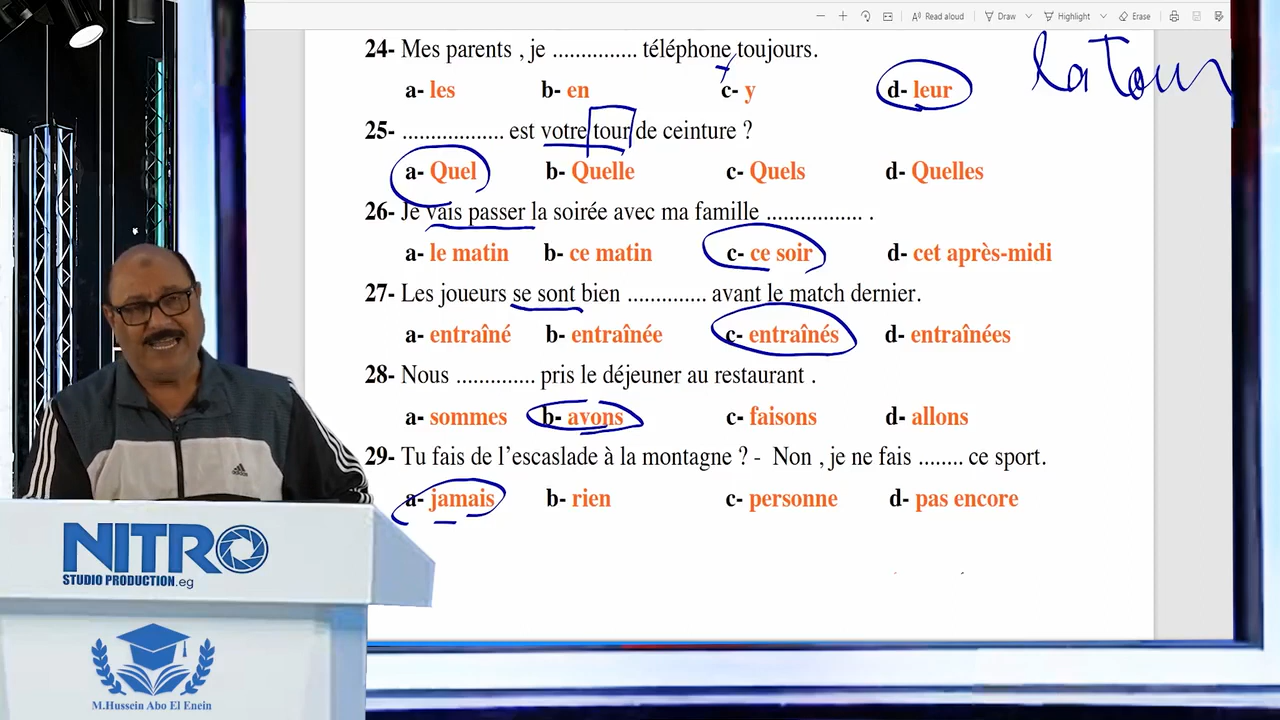 Read aloud
Draw
Highlight
Erase
24- Mes parents , je ............... téléphone toujours.
la Tour
a- les b- en c- y d- leur
25- .................. est votre tour de ceinture ?
a- Quel b- Quelle c- Quels d- Quelles
26- Je vais passer la soirée avec ma famille ................. .
a- le matin b- ce matin c- ce soir d- cet après-midi
27- Les joueurs se sont bien .............. avant le match dernier.
a- entraîné b- entraînée c- entraînés d- entraînées
28- Nous .............. pris le déjeuner au restaurant .
a- sommes b- avons c- faisons d- allons
29- Tu fais de l’escaslade à la montagne ? - Non , je ne fais ........ ce sport.
a- jamais b- rien c- personne d- pas encore
adidas
NITRO
STUDIO PRODUCTION.eg
M.Hussein Abo El Enein